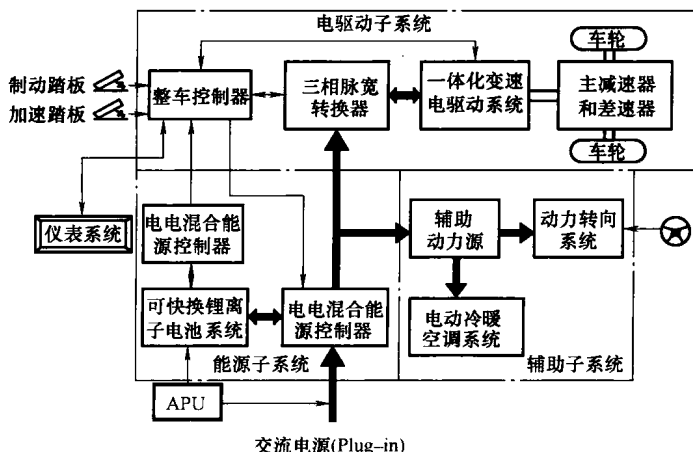 电驱动子系统
车轮
制动踏板
加速踏板
整车控制器
三相脉宽
转换器
一体化变速
电驱动系统
主减速器
和差速器
车轮
仪表系统
电电混合能
源控制器
辅助
动力源
动力转向
系统
可快换锂离
子电池系统
电电混合能
源控制器
电动冷暖
空调系统
能源子系统
辅助子系统
APU
交流电源(Plug-in)